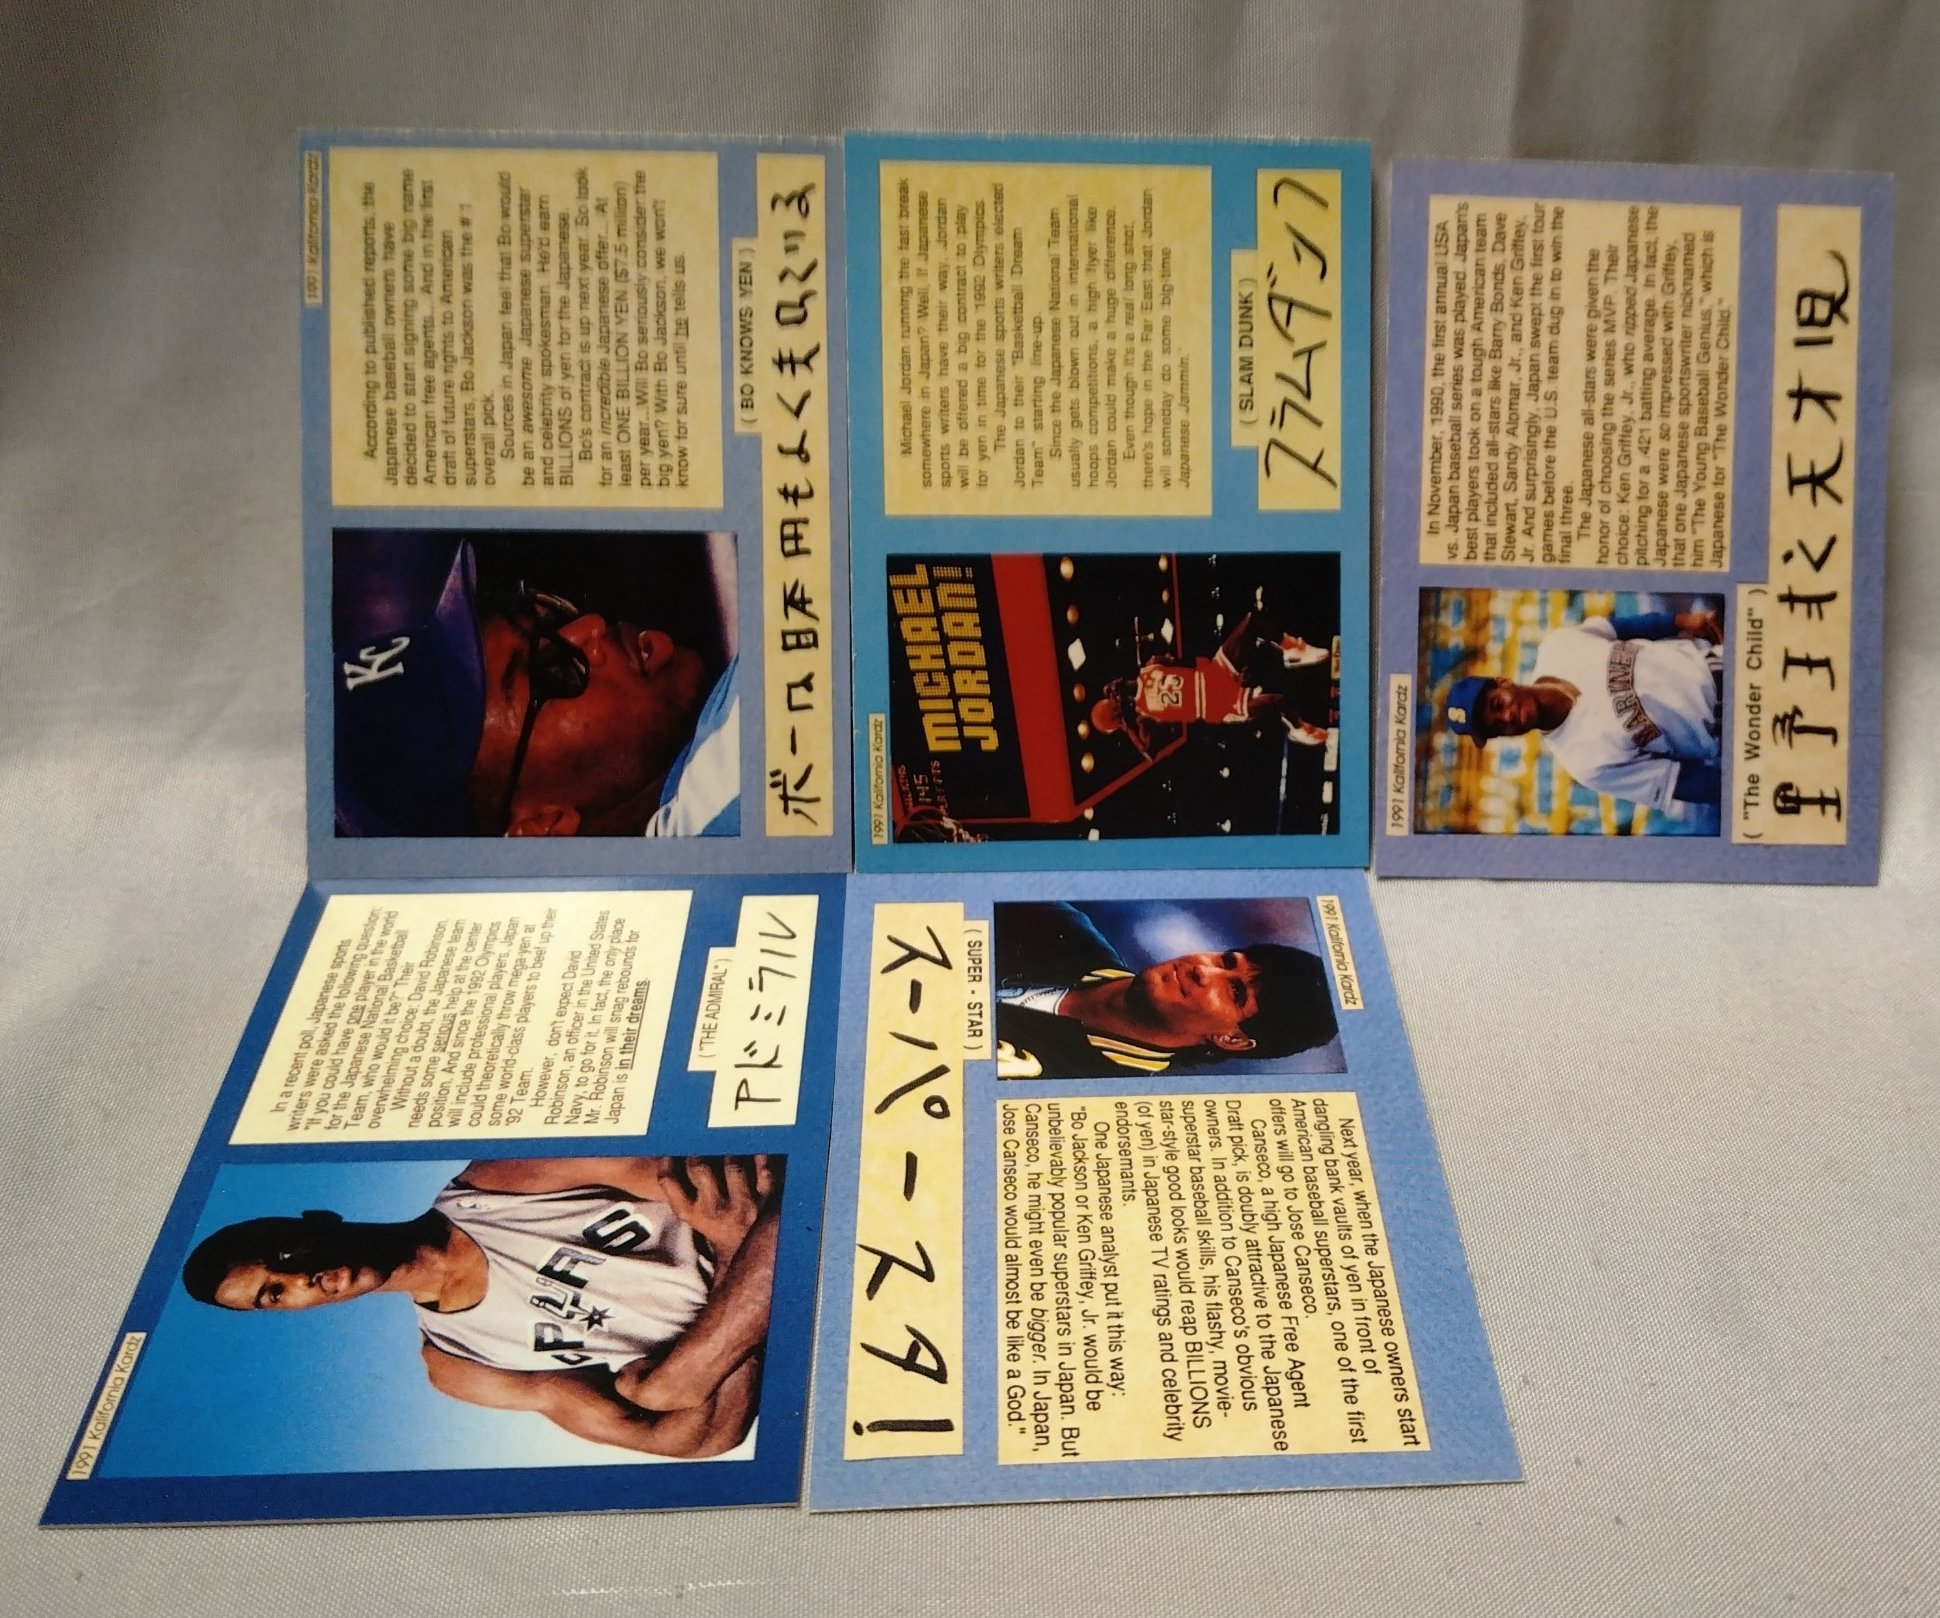 1991 Kalifornia Kardz
In a recent poll, Japanese sports
writers were asked the following question:
"If you could have one player in the world
for the Japanese National Basketball
Team, who would it be?" Their
overwhelming choice: David Robinson.
Without a doubt, the Japanese team
needs some serious help at the center
position. And since the 1992 Olympics
will include professional players, Japan
could theoretically throw mega-yen at
some world-class players to beef up their
'92 Team.
However, don't expect David
Robinson, an officer in the United States
Navy, to go for it. In fact, the only place
Mr. Robinson will snag rebounds for
Japan is in their dreams.
SPURS
("THE ADMIRAL")
アドミラル
1991 Kalifornia Kardz
According to published reports, the
Japanese baseball owners have
decided to start signing some big name
American free agents...And in the first
draft of future rights to American
superstars, Bo Jackson was the #1
overall pick.
Sources in Japan feel that Bo would
be an awesome Japanese superstar
and celebrity spokesman. He'd earn
BILLIONS of yen for the Japanese.
Bo's contract is up next year. So look
for an incredible Japanese offer...At
least ONE BILLION YEN ($7.5 million)
per year...Will Bo seriously consider the
big yen? With Bo Jackson, we won't
know for sure until he tells us.
KC
( BO KNOWS YEN )
ボーワ日本円もよく
スーパースター!
( SUPER - STAR )
1991 Kalifornia Kardz
Next year, when the Japanese owners start
dangling bank vaults of yen in front of
American baseball superstars, one of the first
offers will go to Jose Canseco.
Canseco, a high Japanese Free Agent
Draft pick, is doubly attractive to the Japanese
owners. In addition to Canseco's obvious
superstar baseball skills, his flashy, movie-
star-style good looks would reap BILLIONS
(of yen) in Japanese TV ratings and celebrity
endorsemants.
One Japanese analyst put it this way:
"Bo Jackson or Ken Griffey, Jr. would be
unbelievably popular superstars in Japan. But
Canseco, he might even be bigger. In Japan,
Jose Canseco would almost be like a God."
1991 Kalifornia Kardz
MICHAEL
JORDAN!
145
23
Michael Jordan running the fast break
somewhere in Japan? Well, if Japanese
sports writers have their way, Jordan
will be offered a big contract to play
for yen in time for the 1992 Olympics.
The Japanese sports writers elected
Jordan to their "Basketball Dream
Team" starting line-up.
Since the Japanese National Team
usually gets blown out in international
hoops competitions, a high flyer like
Jordan could make a huge difference.
Even though it's a real long shot,
there's hope in the Far East that Jordan
will someday do some big-time
Japanese Jammin.'
( SLAM DUNK )
スラムダンク
1991 Kalifornia Kardz
In November, 1990, the first annual USA
vs. Japan baseball series was played. Japan's
best players took on a tough American team
that included all-stars like Barry Bonds, Dave
Stewart, Sandy Alomar, Jr., and Ken Griffey,
Jr. And surprisingly, Japan swept the first four
games before the U.S. team dug in to win the
final three.
The Japanese all-stars were given the
honor of choosing the series MVP. Their
choice: Ken Griffey, Jr., who ripped Japanese
pitching for a .421 batting average. In fact, the
Japanese were so impressed with Griffey,
that one Japanese sportswriter nicknamed
him "The Young Baseball Genius," which is
Japanese for "The Wonder Child."
MARINERS
( "The Wonder Child" )
野球天才児